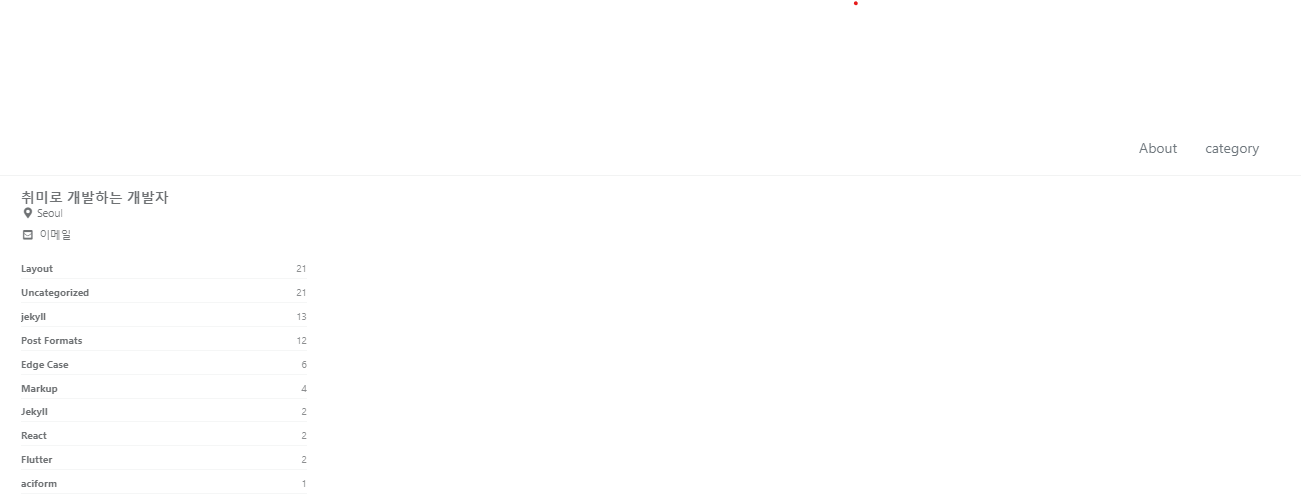 About category
취미로 개발하는 개발자
Seoul
이메일
Layout 21
Uncategorized 21
jekyll 13
Post Formats 12
Edge Case 6
Markup 4
Jekyll 2
React 2
Flutter 2
aciform 1